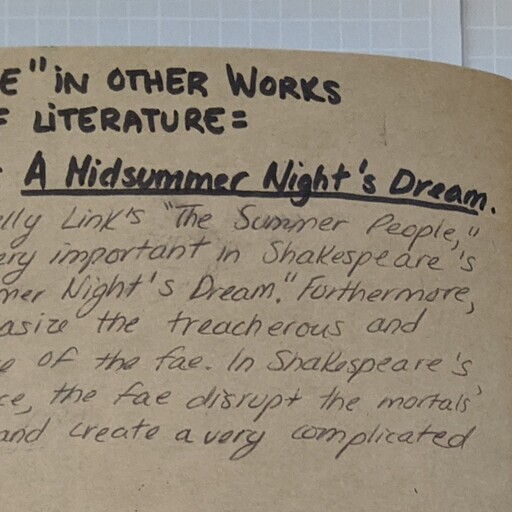 E" IN OTHER WORKS
F LITERATURE=
A Midsummer Night's Dream.
elly Link's "The Summer People,"
ery important in Shakespeare's
mer Night's Dream." Furthermore,
asize the treacherous and
e of the fae. In Shakespeare's
ce, the fae disrupt the mortals'
and create a very complicated